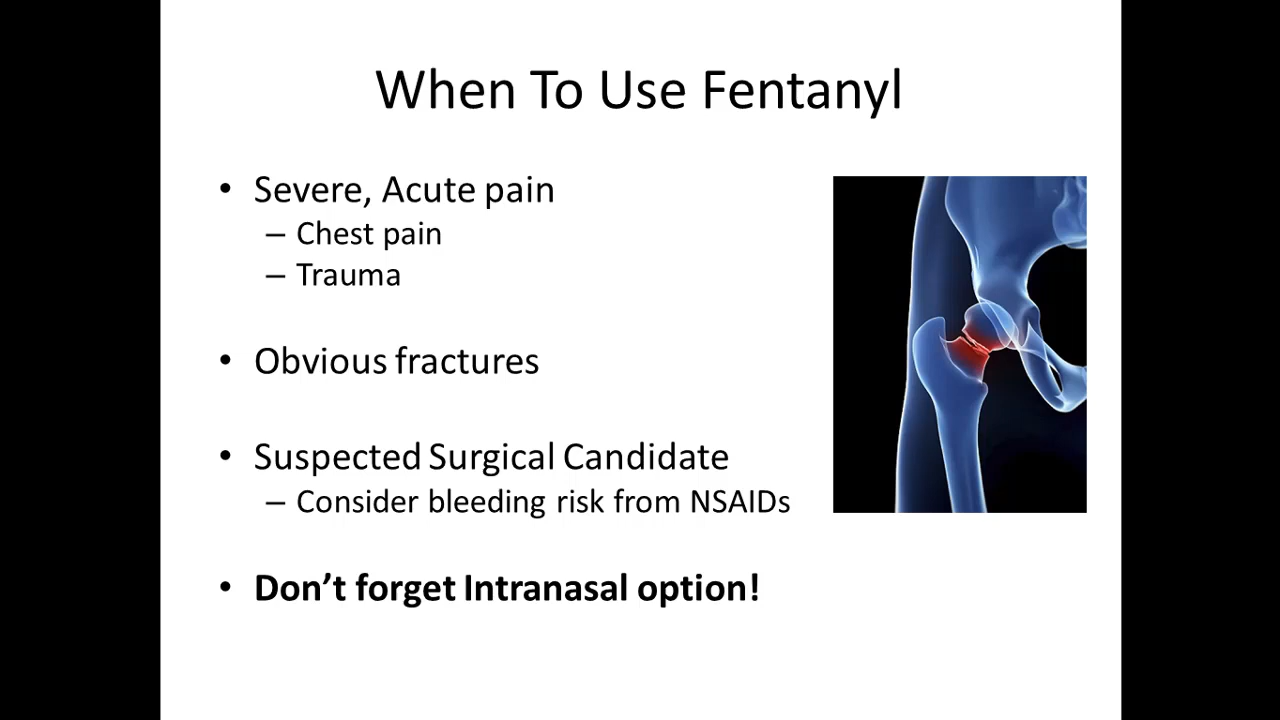 When To Use Fentanyl
• Severe, Acute pain
– Chest pain
– Trauma
• Obvious fractures
• Suspected Surgical Candidate
– Consider bleeding risk from NSAIDs
• Don’t forget Intranasal option!